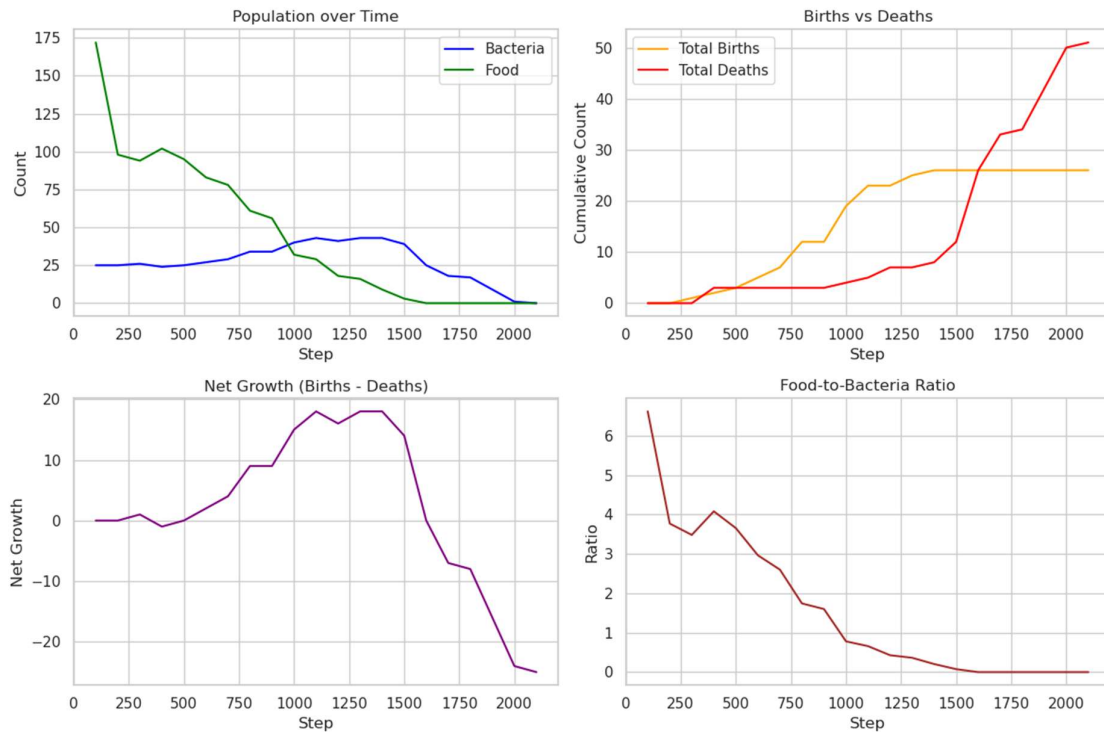 Population over Time
Bacteria
Food
Count
175
150
125
100
75
50
25
0
0 250 500 750 1000 1250 1500 1750 2000
Step
Births vs Deaths
Total Births
Total Deaths
Cumulative Count
50
40
30
20
10
0
0 250 500 750 1000 1250 1500 1750 2000
Step
Net Growth (Births - Deaths)
Net Growth
20
10
0
−10
−20
0 250 500 750 1000 1250 1500 1750 2000
Step
Food-to-Bacteria Ratio
Ratio
6
5
4
3
2
1
0
0 250 500 750 1000 1250 1500 1750 2000
Step